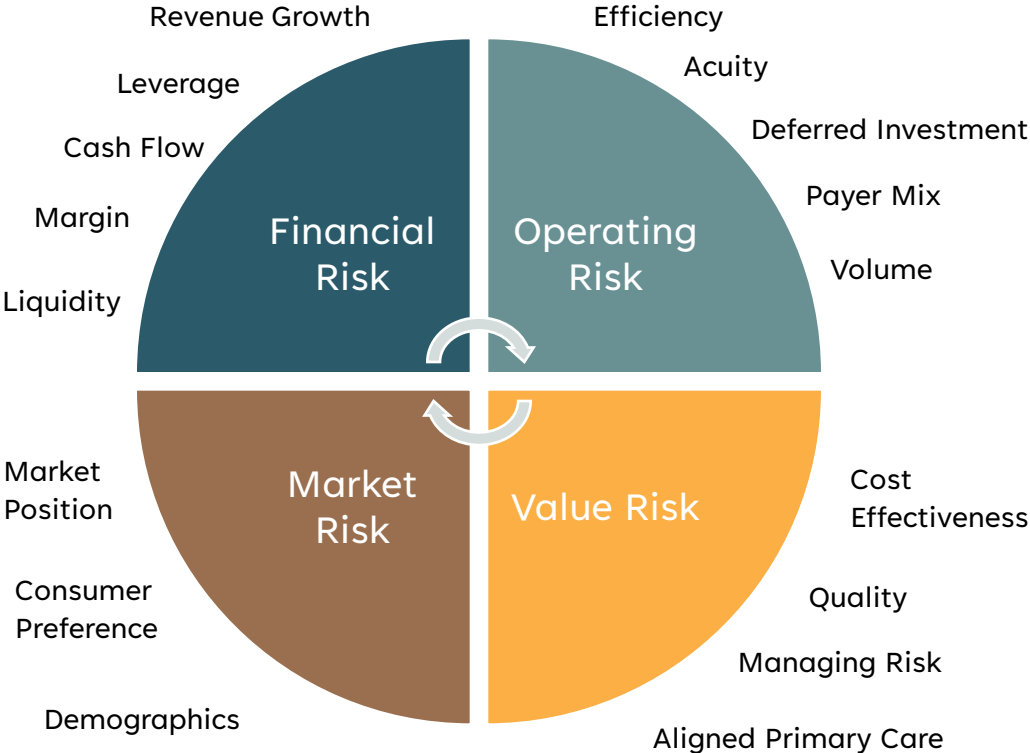 Revenue Growth
Leverage
Cash Flow
Margin
Liquidity
Financial
Risk
Efficiency
Acuity
Deferred Investment
Payer Mix
Volume
Operating
Risk
Market
Position
Consumer
Preference
Demographics
Market
Risk
Value Risk
Cost
Effectiveness
Quality
Managing Risk
Aligned Primary Care